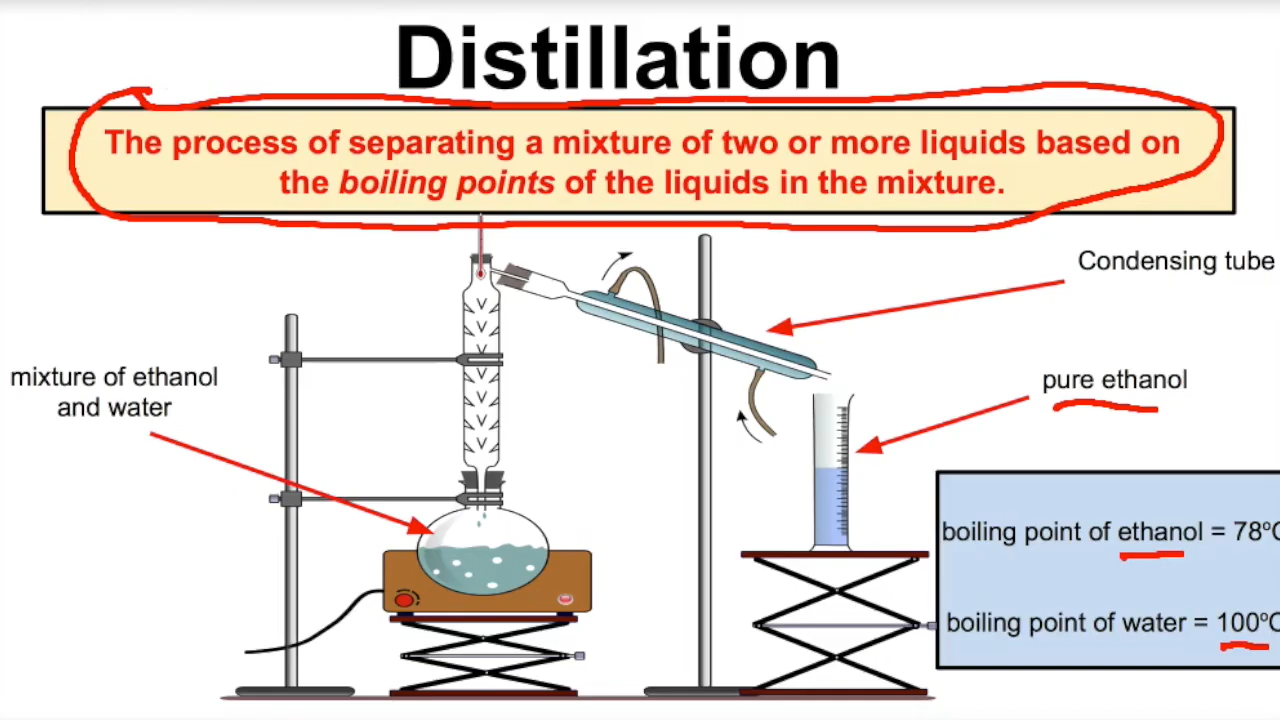 Distillation
The process of separating a mixture of two or more liquids based on
the boiling points of the liquids in the mixture.
Condensing tube
mixture of ethanol
and water
pure ethanol
boiling point of ethanol = 78°C
boiling point of water = 100°C